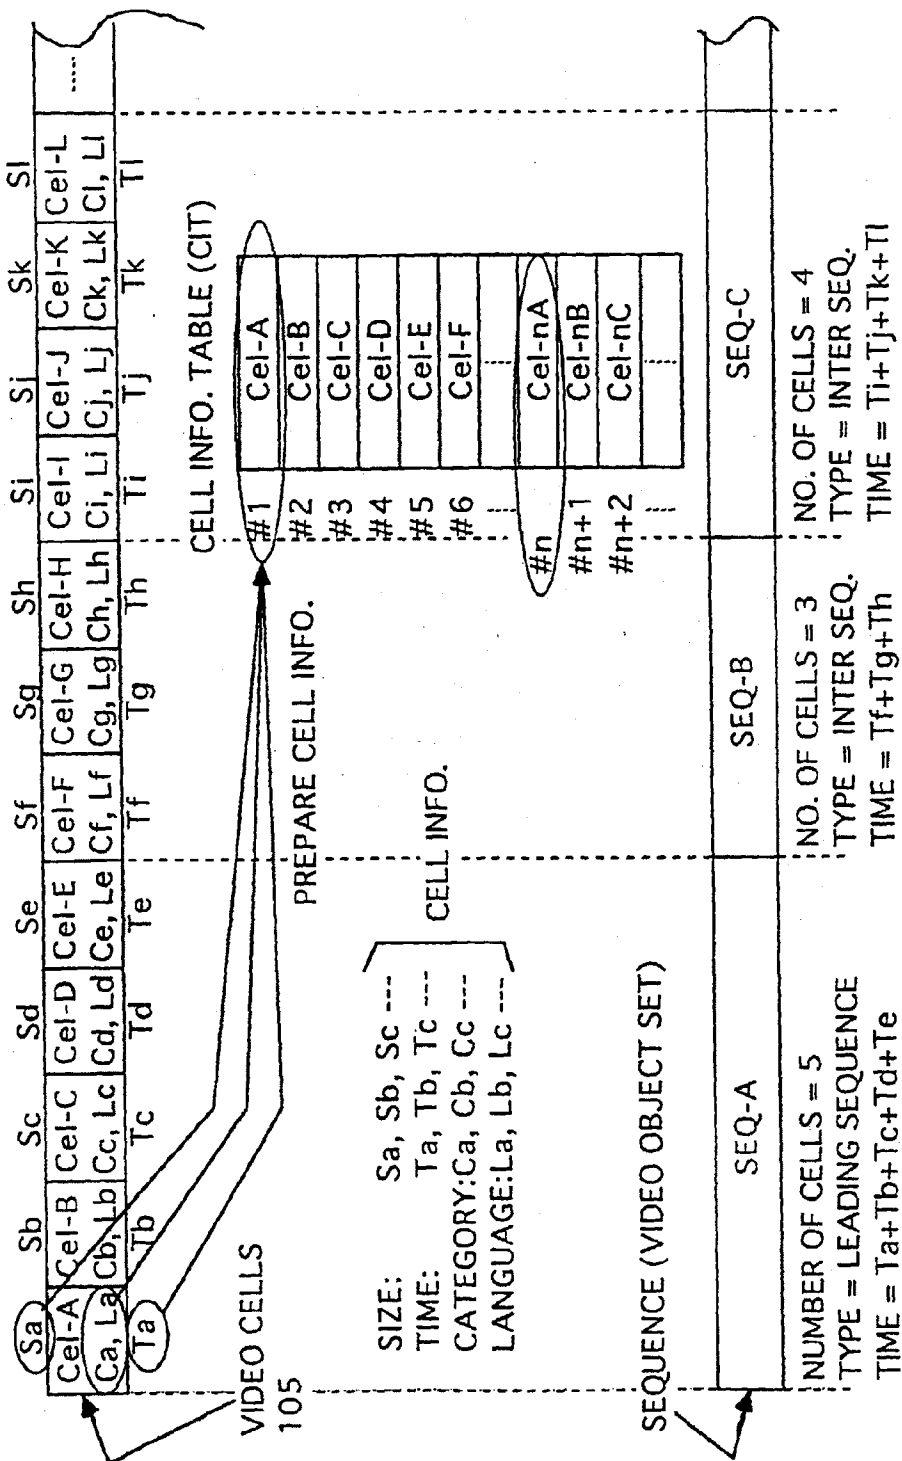 Sa Sb Sc Sd Se Sf Sg Sh Si Sj Sk Sl
Cel-A Cel-B Cel-C Cel-D Cel-E Cel-F Cel-G Cel-H Cel-I Cel-J Cel-K Cel-L -----
Ca, La Cb, Lb Cc, Lc Cd, Ld Ce, Le Cf, Lf Cg, Lg Ch, Lh Ci, Li Cj, Lj Ck, Lk Cl, Ll
Ta Tb Tc Td Te Tf Tg Th Ti Tj Tk Tl
VIDEO CELLS
105
PREPARE CELL INFO.
CELL INFO. TABLE (CIT)
#1 Cel-A
#2 Cel-B
#3 Cel-C
#4 Cel-D
#5 Cel-E
#6 Cel-F
----- -----
#n Cel-nA
#n+1 Cel-nB
#n+2 Cel-nC
----- -----
SIZE: Sa, Sb, Sc ---
TIME: Ta, Tb, Tc ---
CATEGORY:Ca, Cb, Cc ---
LANGUAGE:La, Lb, Lc ---
CELL INFO.
SEQUENCE (VIDEO OBJECT SET)
SEQ-A SEQ-B SEQ-C
NUMBER OF CELLS = 5
TYPE = LEADING SEQUENCE
TIME = Ta+Tb+Tc+Td+Te
NO. OF CELLS = 3
TYPE = INTER SEQ.
TIME = Tf+Tg+Th
NO. OF CELLS = 4
TYPE = INTER SEQ.
TIME = Ti+Tj+Tk+Tl